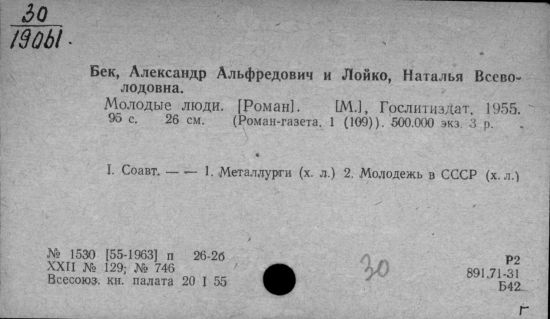 30
19061.
Бек, Александр Альфредович и Лойко, Наталья Всево-
лодовна.
Молодые люди. [Роман]. [М.], Гослитиздат, 1955.
95 с. 26 см. (Роман-газета. 1 (109)). 500.000 экз. 3 р.
I. Соавт. — — 1. Металлурги (х. л.) 2. Молодежь в СССР (х. л.)
№ 1530 [55-1963] п 26-2б
XXII № 129; № 746
Всесоюз. кн. палата 20 I 55
30
Р2
891.71-31
Б42
г